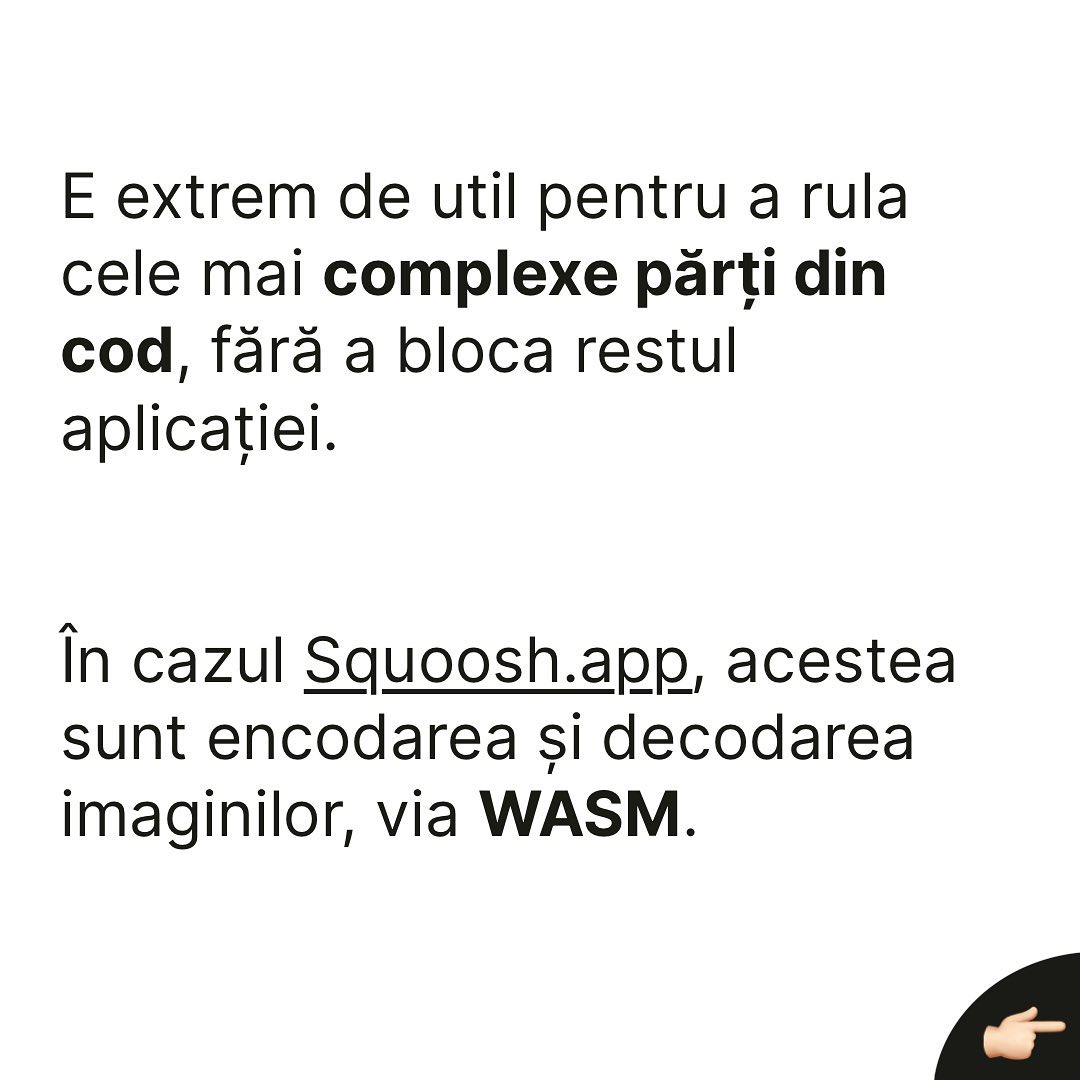 E extrem de util pentru a rula
cele mai complexe părți din
cod, fără a bloca restul
aplicației.
În cazul Squoosh.app, acestea
sunt encodarea și decodarea
imaginilor, via WASM.